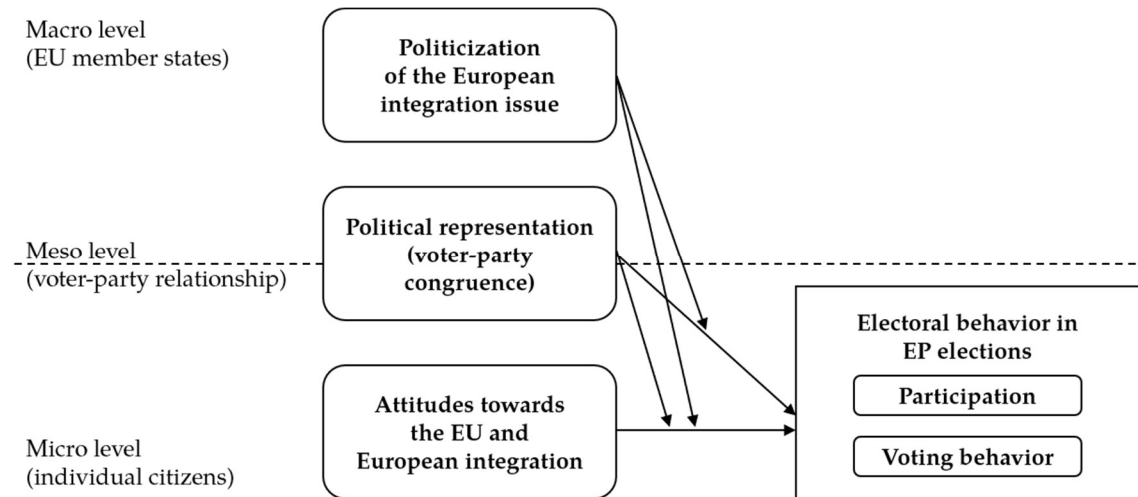 Macro level
(EU member states)
Politicization
of the European
integration issue
Meso level
(voter-party relationship)
Political representation
(voter-party
congruence)
Electoral behavior in
EP elections
Participation
Voting behavior
Micro level
(individual citizens)
Attitudes towards
the EU and
European integration